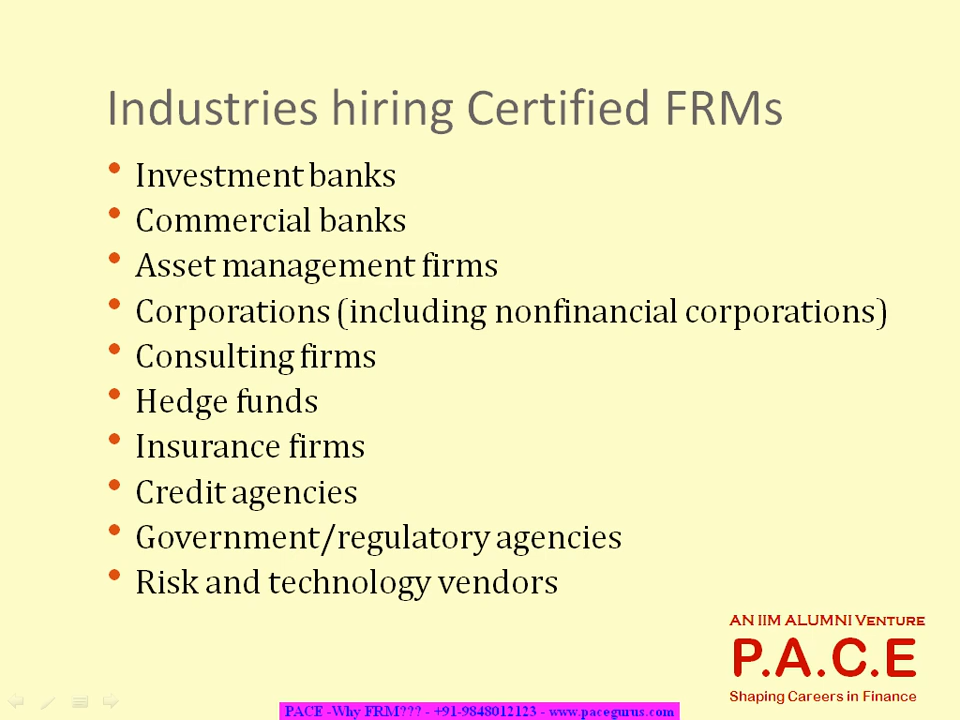 Industries hiring Certified FRMs
• Investment banks
• Commercial banks
• Asset management firms
• Corporations (including nonfinancial corporations)
• Consulting firms
• Hedge funds
• Insurance firms
• Credit agencies
• Government/regulatory agencies
• Risk and technology vendors
AN IIM ALUMNI VENTURE
P.A.C.E
Shaping Careers in Finance
PACE -Why FRM??? - +91-9848012123 - www.pacegurus.com